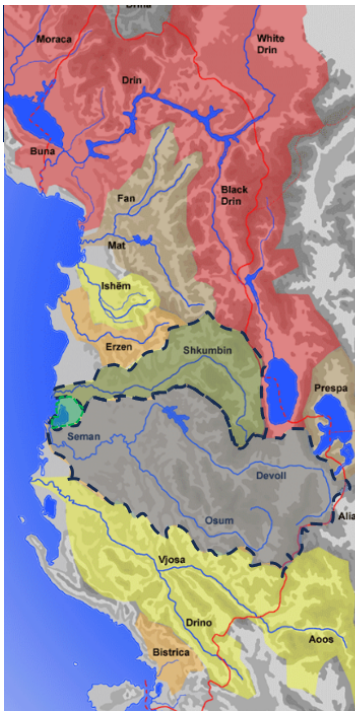 Drina
Moraca
White
Drin
Drin
Buna
Black
Drin
Fan
Mat
Ishëm
Erzen
Shkumbin
Prespa
Seman
Devoll
Osum
Alia
Vjosa
Drino
Aoos
Bistrica